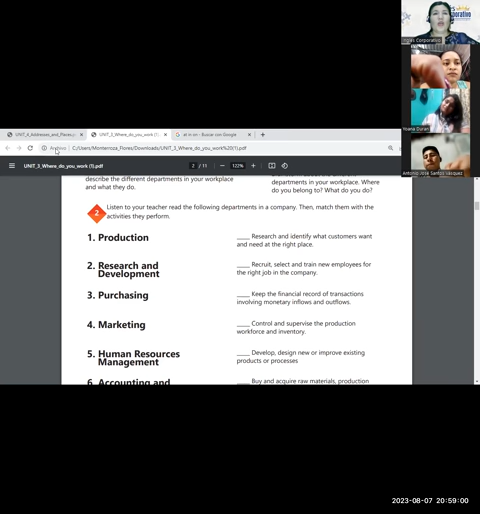 Corporativo
Yoana Duran
Antonio José Santos Vasquez
UNIT_3_Where_do_you_work (1).p
al in on - Buscar con Google
Archivo
C:/Users/Monterroza_Flores/Downloads/UNIT_3_Where_do_you_work%20(1).pdf
UNIT_3_Where_do_you_work (1).pdf
2 / 11
122%
describe the different departments in your workplace
and what they do.
departments in your workplace. Where
do you belong to? What do you do?
2 Listen to your teacher read the following departments in a company. Then, match them with the
activities they perform.
1. Production
____ Research and identify what customers want
and need at the right place.
2. Research and
Development
____ Recruit, select and train new employees for
the right job in the company.
3. Purchasing
____ Keep the financial record of transactions
involving monetary inflows and outflows.
4. Marketing
____ Control and supervise the production
workforce and inventory.
5. Human Resources
Management
____ Develop, design new or improve existing
products or processes
6. Accounting and
____ Buy and acquire raw materials, production
2023-08-07 20:59:00